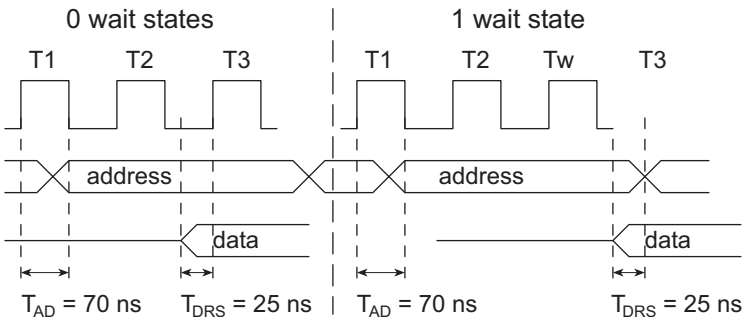 0 wait states 1 wait state
T1 T2 T3 T1 T2 Tw T3
address address
data data
T_AD = 70 ns T_DRS = 25 ns T_AD = 70 ns T_DRS = 25 ns